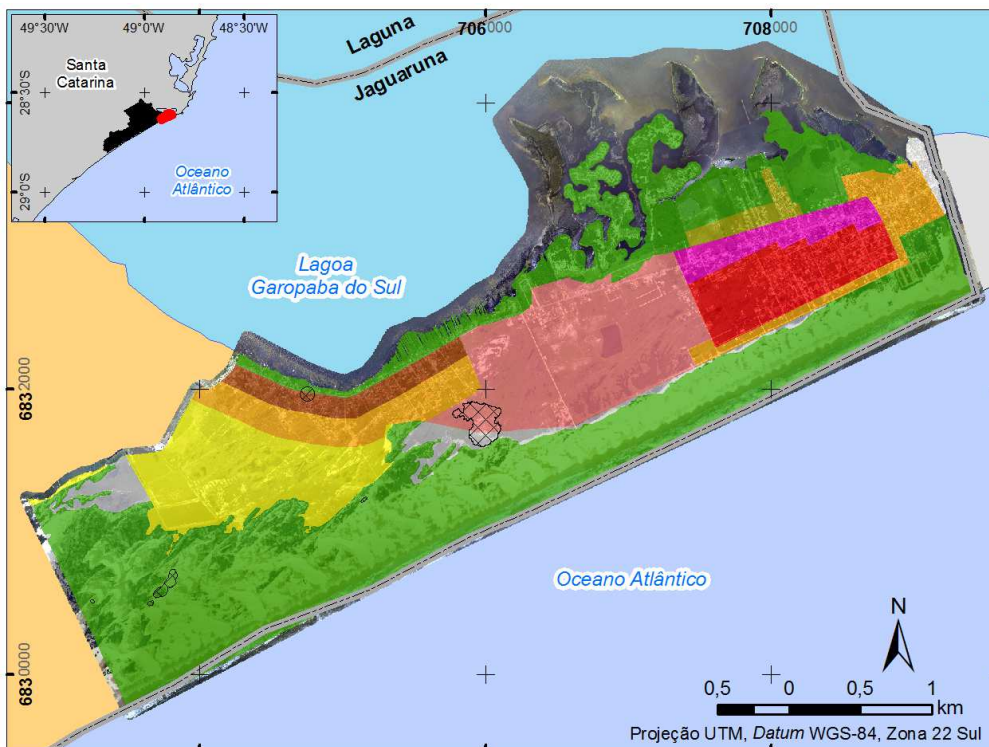 49°30'W 49°0'W 48°30'W
Santa
Catarina
28°30'S
29°0'S
Oceano
Atlântico
706000
708000
Laguna
Jaguaruna
Lagoa
Garopaba do Sul
6832000
6830000
Oceano Atlântico
N
0,5 0 0,5 1
km
Projeção UTM, Datum WGS-84, Zona 22 Sul